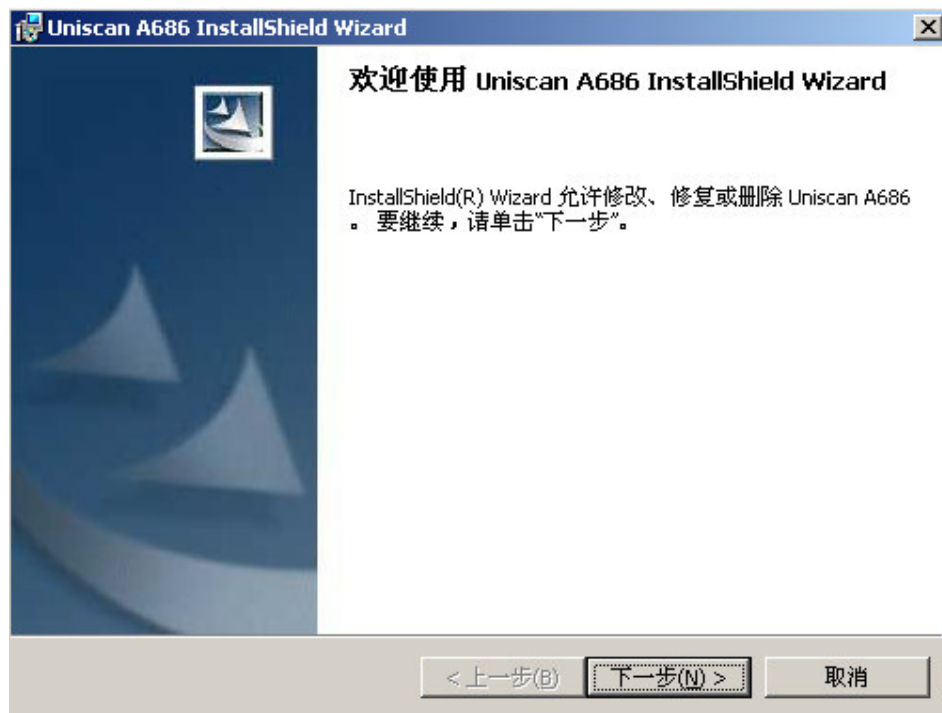 Uniscan A686 InstallShield Wizard
欢迎使用 Uniscan A686 InstallShield Wizard
InstallShield(R) Wizard 允许修改、 修复或删除 Uniscan A686
。 要继续，请单击“下一步”。
< 上一步(B)
下一步(N) >
取消